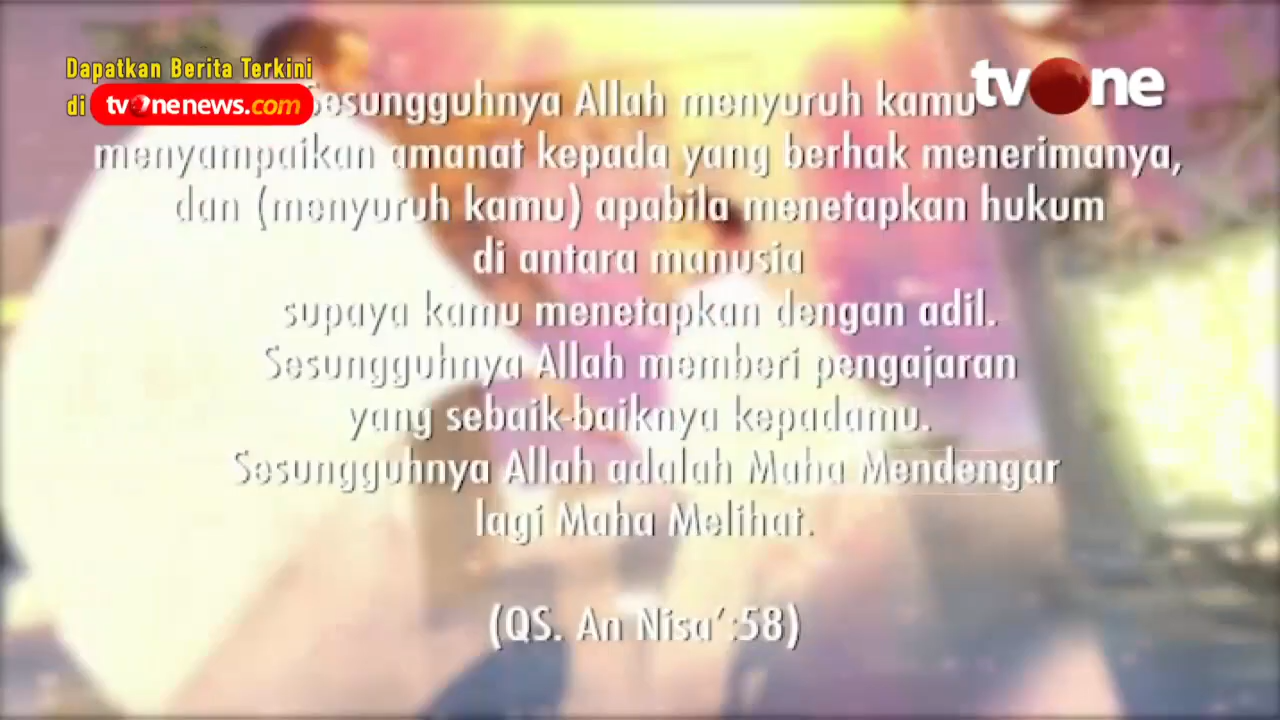 Dapatkan Berita Terkini
di tvOnenews.com
tvOne
Sesungguhnya Allah menyuruh kamu
menyampaikan amanat kepada yang berhak menerimanya,
dan (menyuruh kamu) apabila menetapkan hukum
di antara manusia
supaya kamu menetapkan dengan adil.
Sesungguhnya Allah memberi pengajaran
yang sebaik-baiknya kepadamu.
Sesungguhnya Allah adalah Maha Mendengar
lagi Maha Melihat.
(QS. An Nisa’:58)